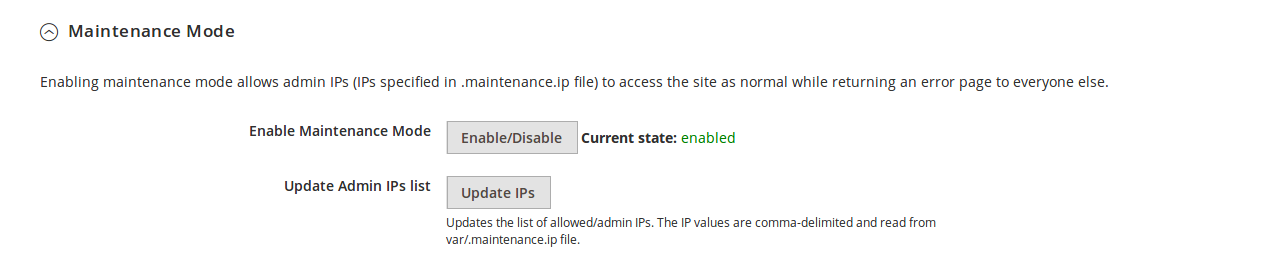 Maintenance Mode
Enabling maintenance mode allows admin IPs (IPs specified in .maintenance.ip file) to access the site as normal while returning an error page to everyone else.
Enable Maintenance Mode Enable/Disable Current state: enabled
Update Admin IPs list Update IPs
Updates the list of allowed/admin IPs. The IP values are comma-delimited and read from
var/.maintenance.ip file.